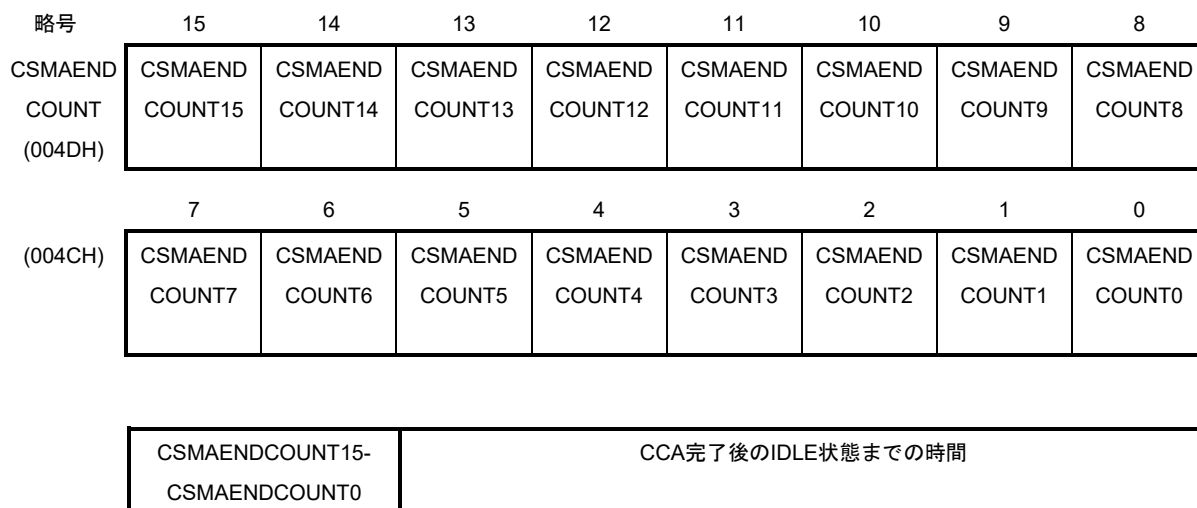 略号 15 14 13 12 11 10 9 8
CSMAEND CSMAEND CSMAEND CSMAEND CSMAEND CSMAEND CSMAEND CSMAEND CSMAEND
COUNT COUNT15 COUNT14 COUNT13 COUNT12 COUNT11 COUNT10 COUNT9 COUNT8
(004DH)
7 6 5 4 3 2 1 0
(004CH) CSMAEND CSMAEND CSMAEND CSMAEND CSMAEND CSMAEND CSMAEND CSMAEND
COUNT7 COUNT6 COUNT5 COUNT4 COUNT3 COUNT2 COUNT1 COUNT0
CSMAENDCOUNT15- CCA完了後のIDLE状態までの時間
CSMAENDCOUNT0